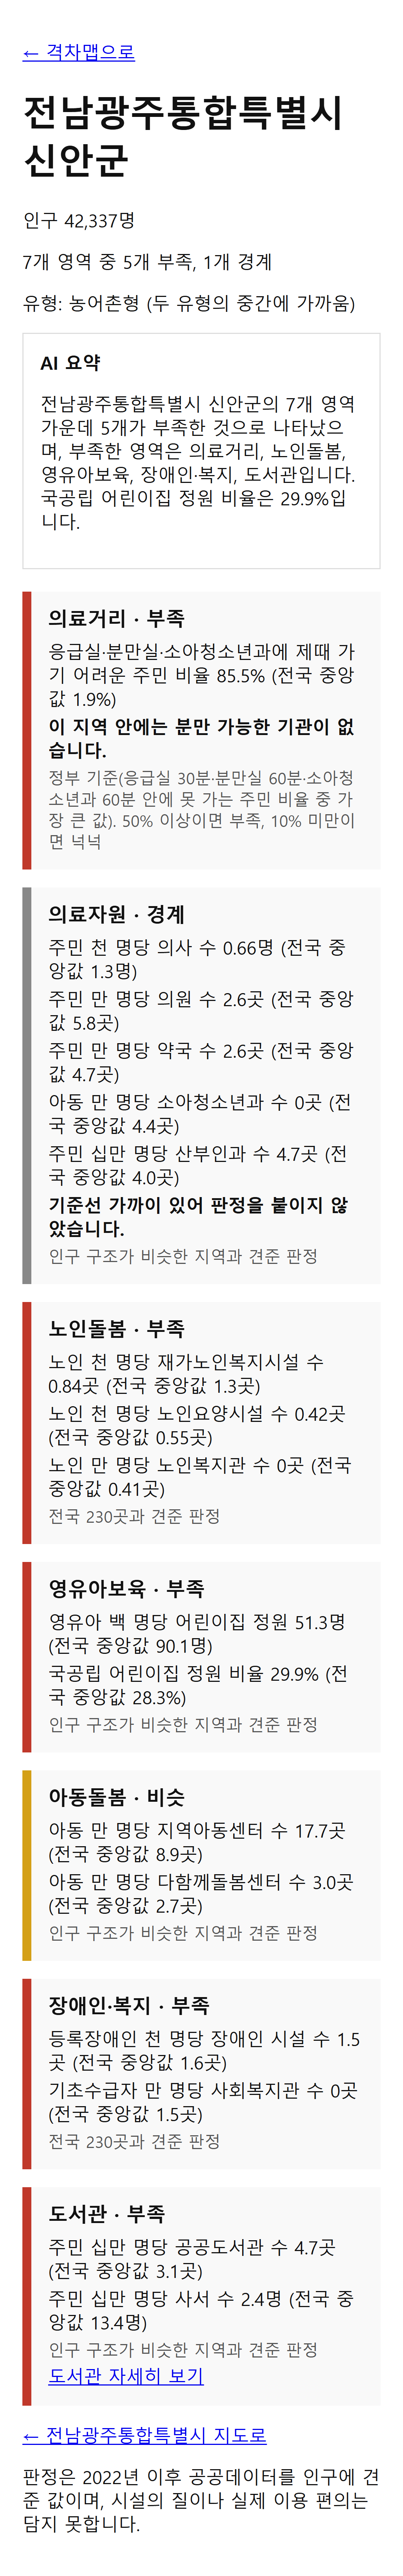 ← 격차맵으로
전남광주통합특별시
신안군
인구 42,337명
7개 영역 중 5개 부족, 1개 경계
유형: 농어촌형 (두 유형의 중간에 가까움)
AI 요약
전남광주통합특별시 신안군의 7개 영역
가운데 5개가 부족한 것으로 나타났으
며, 부족한 영역은 의료거리, 노인돌봄,
영유아보육, 장애인·복지, 도서관입니다.
국공립 어린이집 정원 비율은 29.9%입
니다.
의료거리 · 부족
응급실·분만실·소아청소년과에 제때 가
기 어려운 주민 비율 85.5% (전국 중앙
값 1.9%)
이 지역 안에는 분만 가능한 기관이 없
습니다.
정부 기준(응급실 30분·분만실 60분·소아청
소년과 60분 안에 못 가는 주민 비율 중 가
장 큰 값). 50% 이상이면 부족, 10% 미만이
면 넉넉
의료자원 · 경계
주민 천 명당 의사 수 0.66명 (전국 중
앙값 1.3명)
주민 만 명당 의원 수 2.6곳 (전국 중앙
값 5.8곳)
주민 만 명당 약국 수 2.6곳 (전국 중앙
값 4.7곳)
아동 만 명당 소아청소년과 수 0곳 (전
국 중앙값 4.4곳)
주민 십만 명당 산부인과 수 4.7곳 (전
국 중앙값 4.0곳)
기준선 가까이 있어 판정을 붙이지 않
았습니다.
인구 구조가 비슷한 지역과 견준 판정
노인돌봄 · 부족
노인 천 명당 재가노인복지시설 수
0.84곳 (전국 중앙값 1.3곳)
노인 천 명당 노인요양시설 수 0.42곳
(전국 중앙값 0.55곳)
노인 만 명당 노인복지관 수 0곳 (전국
중앙값 0.41곳)
전국 230곳과 견준 판정
영유아보육 · 부족
영유아 백 명당 어린이집 정원 51.3명
(전국 중앙값 90.1명)
국공립 어린이집 정원 비율 29.9% (전
국 중앙값 28.3%)
인구 구조가 비슷한 지역과 견준 판정
아동돌봄 · 비슷
아동 만 명당 지역아동센터 수 17.7곳
(전국 중앙값 8.9곳)
아동 만 명당 다함께돌봄센터 수 3.0곳
(전국 중앙값 2.7곳)
인구 구조가 비슷한 지역과 견준 판정
장애인·복지 · 부족
등록장애인 천 명당 장애인 시설 수 1.5
곳 (전국 중앙값 1.6곳)
기초수급자 만 명당 사회복지관 수 0곳
(전국 중앙값 1.5곳)
전국 230곳과 견준 판정
도서관 · 부족
주민 십만 명당 공공도서관 수 4.7곳
(전국 중앙값 3.1곳)
주민 십만 명당 사서 수 2.4명 (전국 중
앙값 13.4명)
인구 구조가 비슷한 지역과 견준 판정
도서관 자세히 보기
← 전남광주통합특별시 지도로
판정은 2022년 이후 공공데이터를 인구에 견
준 값이며, 시설의 질이나 실제 이용 편의는
담지 못합니다.